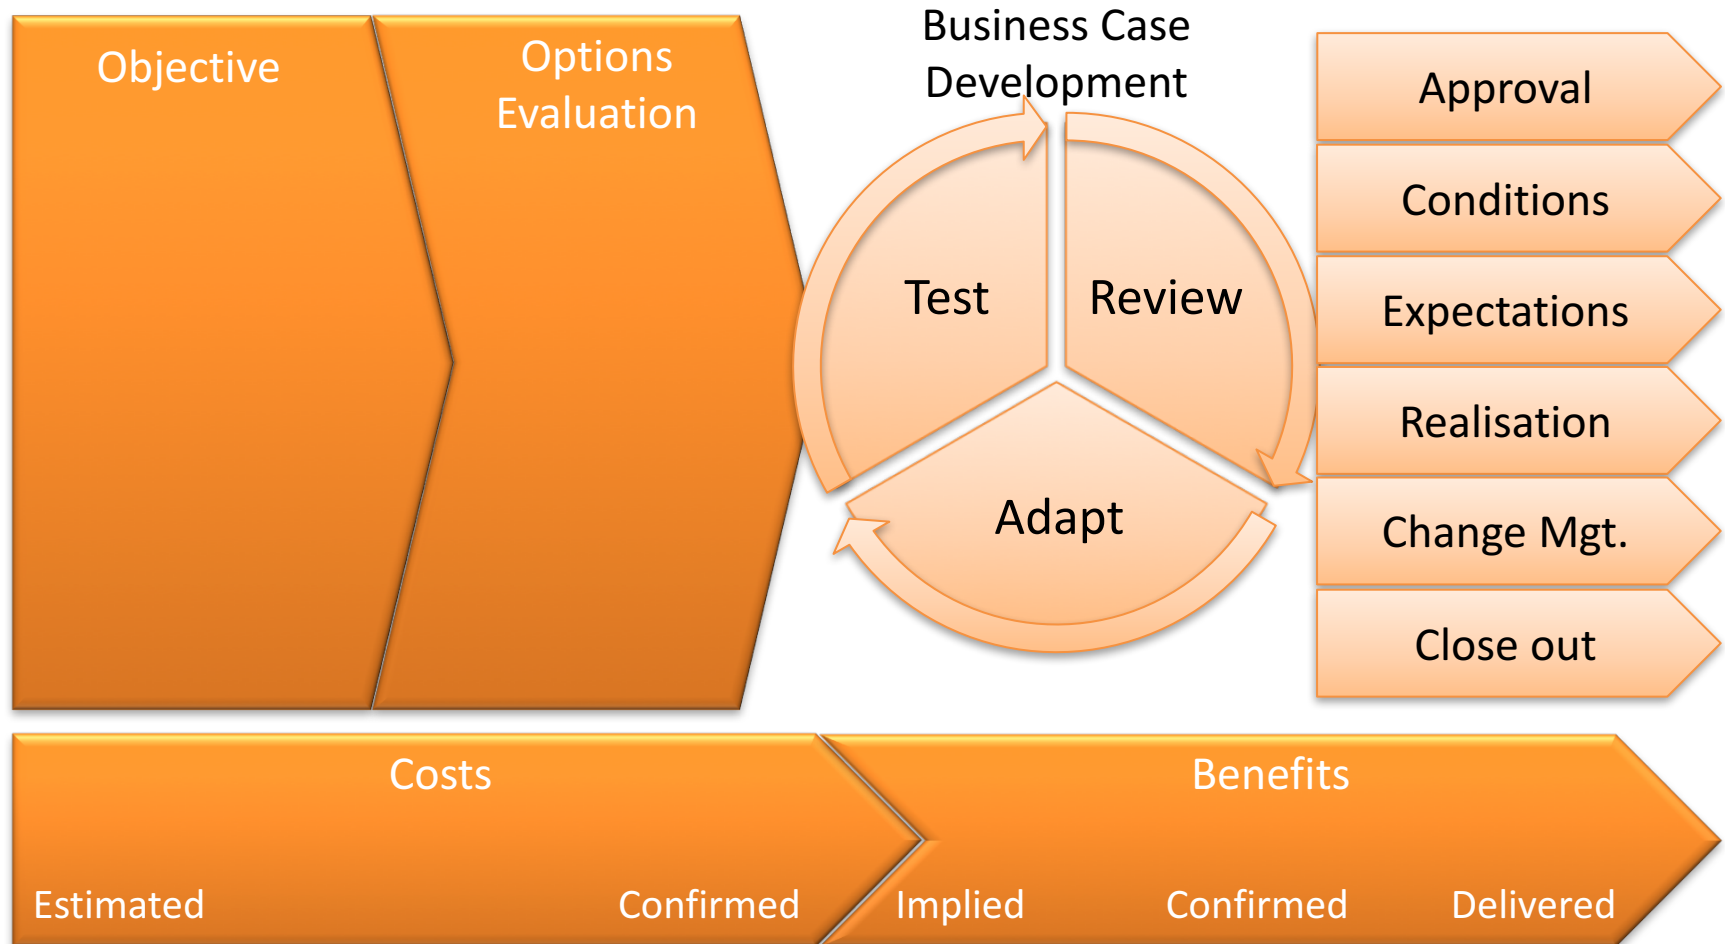 Objective
Options
Evaluation
Business Case
Development
Test
Review
Adapt
Approval
Conditions
Expectations
Realisation
Change Mgt.
Close out
Costs
Estimated
Confirmed
Benefits
Implied
Confirmed
Delivered